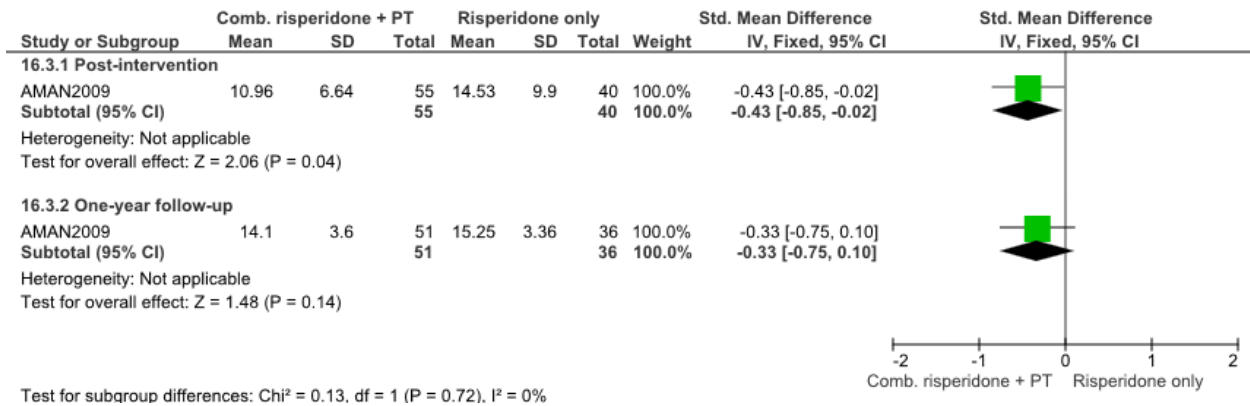 Comb. risperidone + PT Risperidone only Std. Mean Difference Std. Mean Difference
Study or Subgroup Mean SD Total Mean SD Total Weight IV, Fixed, 95% CI IV, Fixed, 95% CI
16.3.1 Post-intervention
AMAN2009 10.96 6.64 55 14.53 9.9 40 100.0% -0.43 [-0.85, -0.02]
Subtotal (95% CI) 55 40 100.0% -0.43 [-0.85, -0.02]
Heterogeneity: Not applicable
Test for overall effect: Z = 2.06 (P = 0.04)
16.3.2 One-year follow-up
AMAN2009 14.1 3.6 51 15.25 3.36 36 100.0% -0.33 [-0.75, 0.10]
Subtotal (95% CI) 51 36 100.0% -0.33 [-0.75, 0.10]
Heterogeneity: Not applicable
Test for overall effect: Z = 1.48 (P = 0.14)
-2 -1 0 1 2
Comb. risperidone + PT Risperidone only
Test for subgroup differences: Chi² = 0.13, df = 1 (P = 0.72), I² = 0%